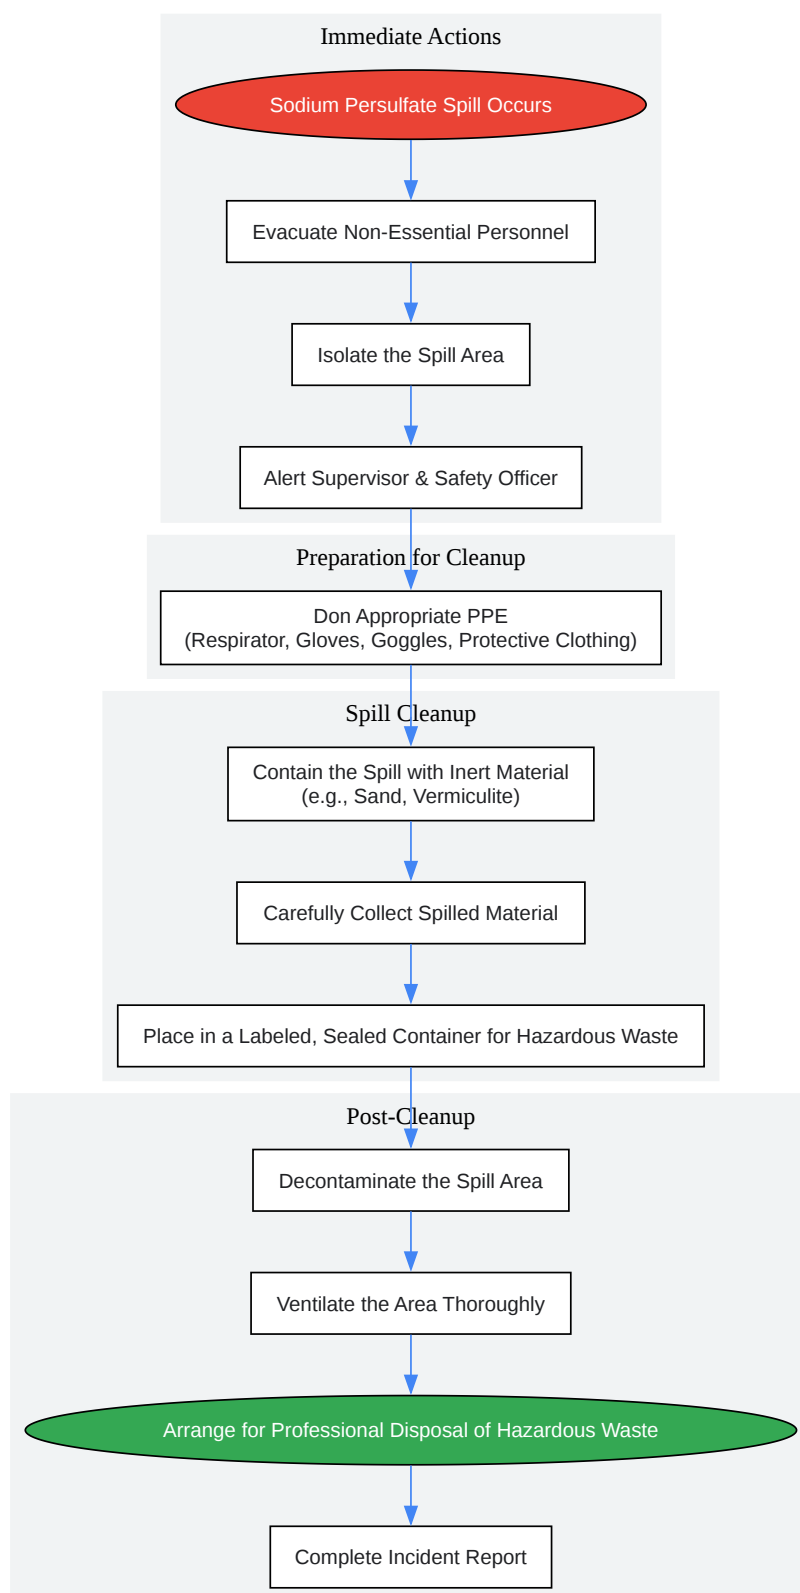 Immediate Actions
Sodium Persulfate Spill Occurs
Evacuate Non-Essential Personnel
Isolate the Spill Area
Alert Supervisor & Safety Officer
Preparation for Cleanup
Don Appropriate PPE
(Respirator, Gloves, Goggles, Protective Clothing)
Spill Cleanup
Contain the Spill with Inert Material
(e.g., Sand, Vermiculite)
Carefully Collect Spilled Material
Place in a Labeled, Sealed Container for Hazardous Waste
Post-Cleanup
Decontaminate the Spill Area
Ventilate the Area Thoroughly
Arrange for Professional Disposal of Hazardous Waste
Complete Incident Report